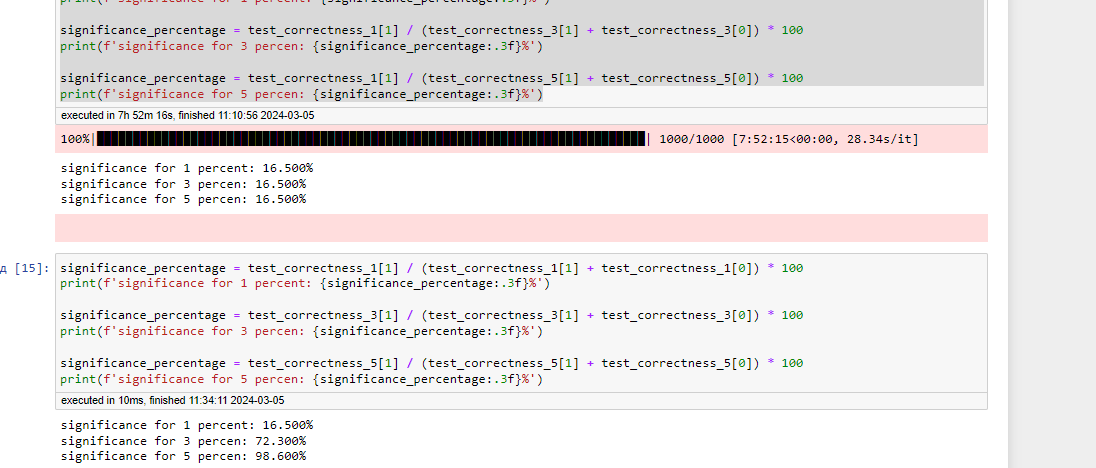 print(f'significance for 1 percent: {significance_percentage:.3f}%')
significance_percentage = test_correctness_1[1] / (test_correctness_3[1] + test_correctness_3[0]) * 100
print(f'significance for 3 percen: {significance_percentage:.3f}%')
significance_percentage = test_correctness_1[1] / (test_correctness_5[1] + test_correctness_5[0]) * 100
print(f'significance for 5 percen: {significance_percentage:.3f}%')
executed in 7h 52m 16s, finished 11:10:56 2024-03-05
100%| | 1000/1000 [7:52:15<00:00, 28.34s/it]
significance for 1 percent: 16.500%
significance for 3 percen: 16.500%
significance for 5 percen: 16.500%
д [15]:
significance_percentage = test_correctness_1[1] / (test_correctness_1[1] + test_correctness_1[0]) * 100
print(f'significance for 1 percent: {significance_percentage:.3f}%')
significance_percentage = test_correctness_3[1] / (test_correctness_3[1] + test_correctness_3[0]) * 100
print(f'significance for 3 percen: {significance_percentage:.3f}%')
significance_percentage = test_correctness_5[1] / (test_correctness_5[1] + test_correctness_5[0]) * 100
print(f'significance for 5 percen: {significance_percentage:.3f}%')
executed in 10ms, finished 11:34:11 2024-03-05
significance for 1 percent: 16.500%
significance for 3 percen: 72.300%
significance for 5 percen: 98.600%